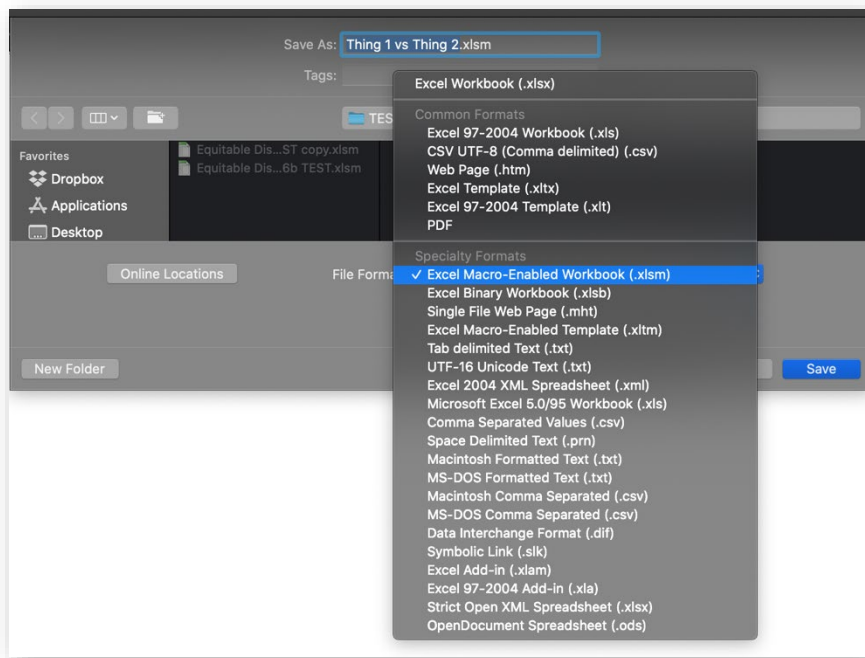 Save As: Thing 1 vs Thing 2.xlsm
Tags:
Excel Workbook (.xlsx)
Common Formats
Excel 97-2004 Workbook (.xls)
CSV UTF-8 (Comma delimited) (.csv)
Web Page (.htm)
Excel Template (.xltx)
Excel 97-2004 Template (.xlt)
PDF
TES
Favorites
Dropbox
Applications
Desktop
Equitable Dis...ST copy.xlsm
Equitable Dis...6b TEST.xlsm
Online Locations
File Forma
Specialty Formats
✓ Excel Macro-Enabled Workbook (.xlsm)
Excel Binary Workbook (.xlsb)
Single File Web Page (.mht)
Excel Macro-Enabled Template (.xltm)
Tab delimited Text (.txt)
UTF-16 Unicode Text (.txt)
Excel 2004 XML Spreadsheet (.xml)
Microsoft Excel 5.0/95 Workbook (.xls)
Comma Separated Values (.csv)
Space Delimited Text (.prn)
Macintosh Formatted Text (.txt)
MS-DOS Formatted Text (.txt)
Macintosh Comma Separated (.csv)
MS-DOS Comma Separated (.csv)
Data Interchange Format (.dif)
Symbolic Link (.slk)
Excel Add-in (.xlam)
Excel 97-2004 Add-in (.xla)
Strict Open XML Spreadsheet (.xlsx)
OpenDocument Spreadsheet (.ods)
New Folder
Save